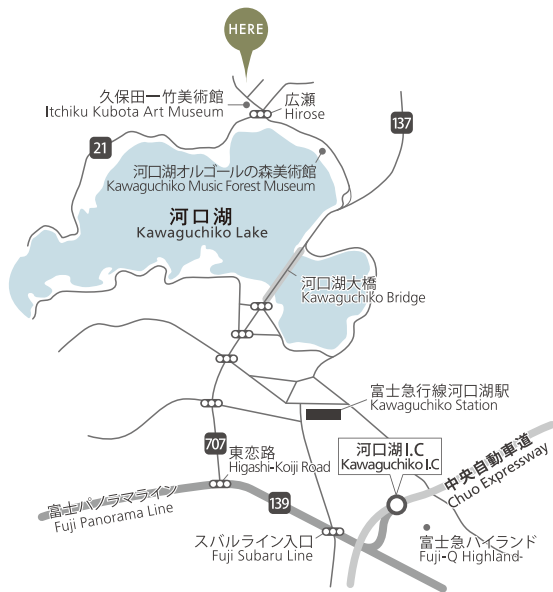 HERE
久保田一竹美術館
Itchiku Kubota Art Museum
広瀬
Hirose
137
21
河口湖オルゴールの森美術館
Kawaguchiko Music Forest Museum
河口湖
Kawaguchiko Lake
河口湖大橋
Kawaguchiko Bridge
富士急行線河口湖駅
Kawaguchiko Station
707
東恋路
Higashi-Koiji Road
河口湖I.C
Kawaguchiko I.C
中央自動車道
Chuo Expressway
富士パノラマライン
Fuji Panorama Line
139
スバルライン入口
Fuji Subaru Line
富士急ハイランド
Fuji-Q Highland